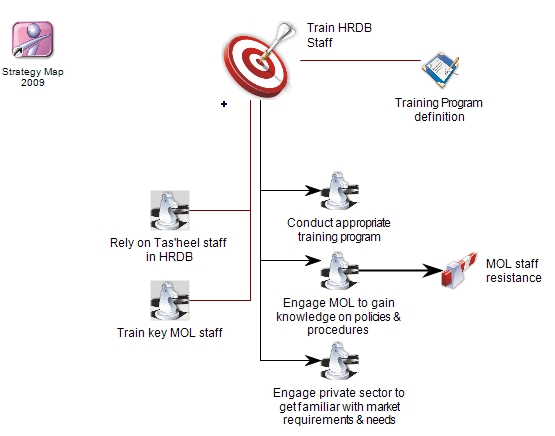 Train HRDB
Staff
Strategy Map
2009
Training Program
definition
Conduct appropriate
training program
Rely on Tas'heel staff
in HRDB
MOL staff
resistance
Engage MOL to gain
knowledge on policies &
procedures
Train key MOL staff
Engage private sector to
get familiar with market
requirements & needs